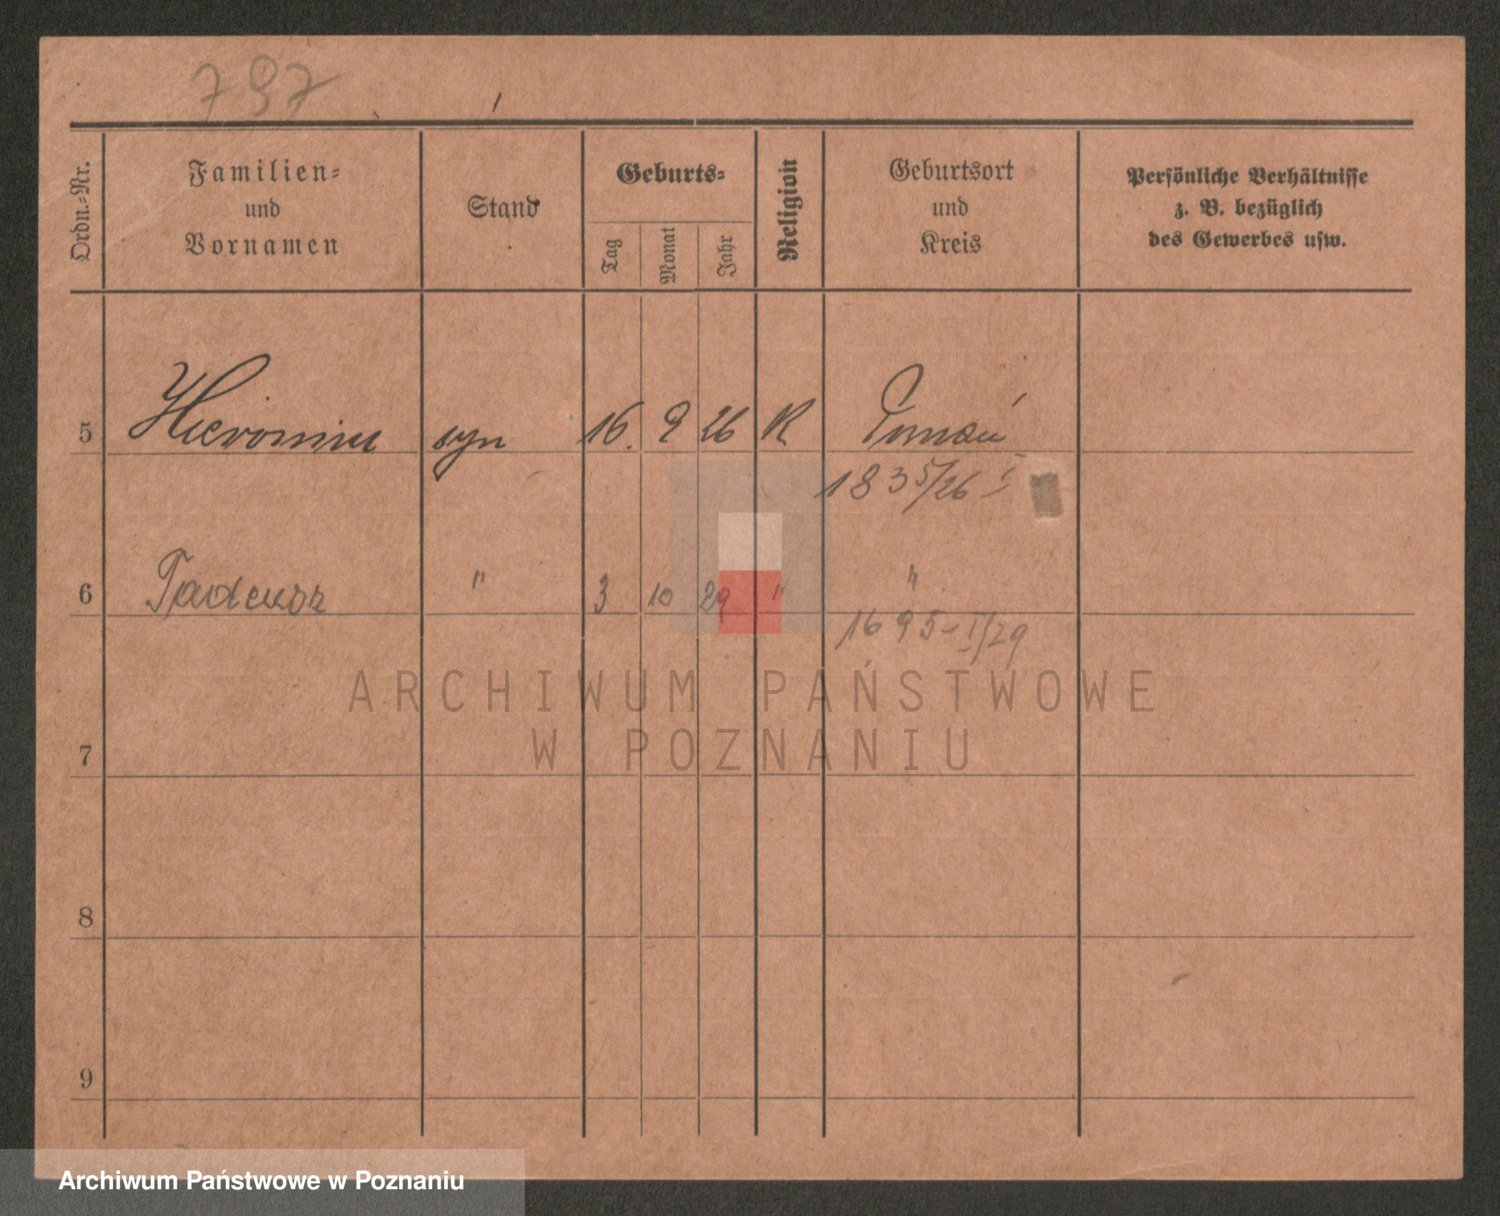 797
Ordn.-Nr.
Familien-
und
Vornamen
Stand
Geburts-
Tag
Monat
Jahr
Religion
Geburtsort
und
Kreis
Persönliche Verhältnisse
z. B. bezüglich
des Gewerbes usw.
5 Hieronim syn 16. 9 26 R Poznań
1835/26 I
6 Tadeusz " 3 10 29 " "
1695-I/29
ARCHIWUM PAŃSTWOWE
W POZNANIU
7
8
9
Archiwum Państwowe w Poznaniu